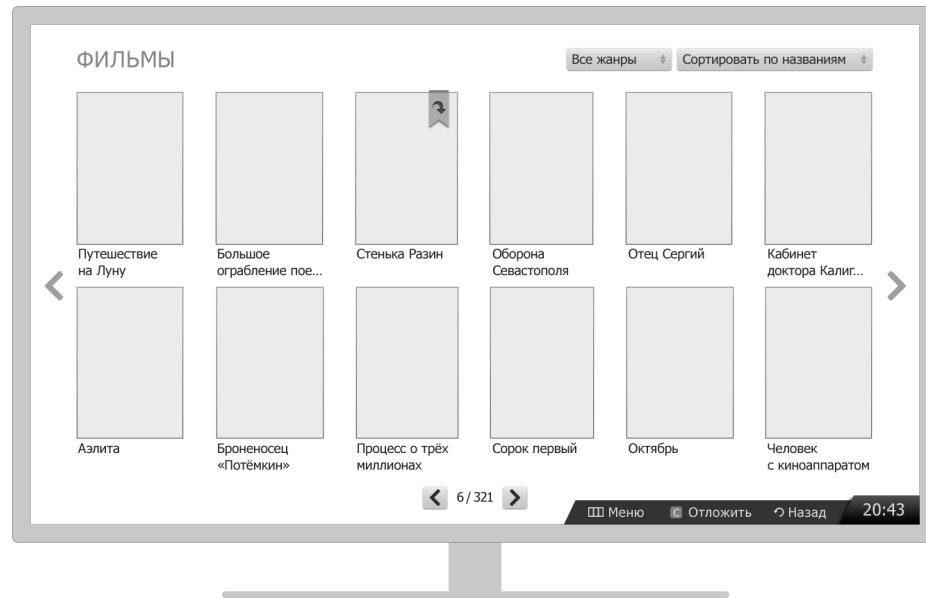 ФИЛЬМЫ
Все жанры
Сортировать по названиям
Путешествие
на Луну
Большое
ограбление пое...
Стенька Разин
Оборона
Севастополя
Отец Сергий
Кабинет
доктора Калиг...
Аэлита
Броненосец
«Потёмкин»
Процесс о трёх
миллионах
Сорок первый
Октябрь
Человек
с киноаппаратом
6 / 321
Меню
C Отложить
Назад
20:43